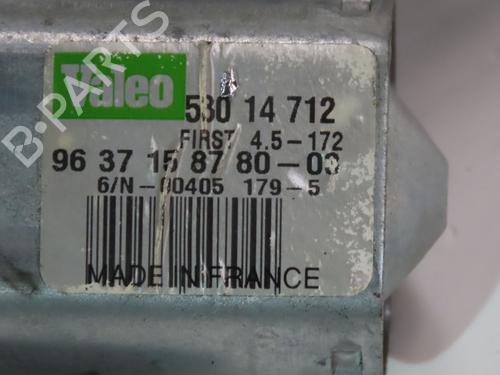 Valeo
530 14 712
FIRST 4.5-172
96 37 15 87 80-00
6/N-00405 179-5
MADE IN FRANCE
B-PARTS